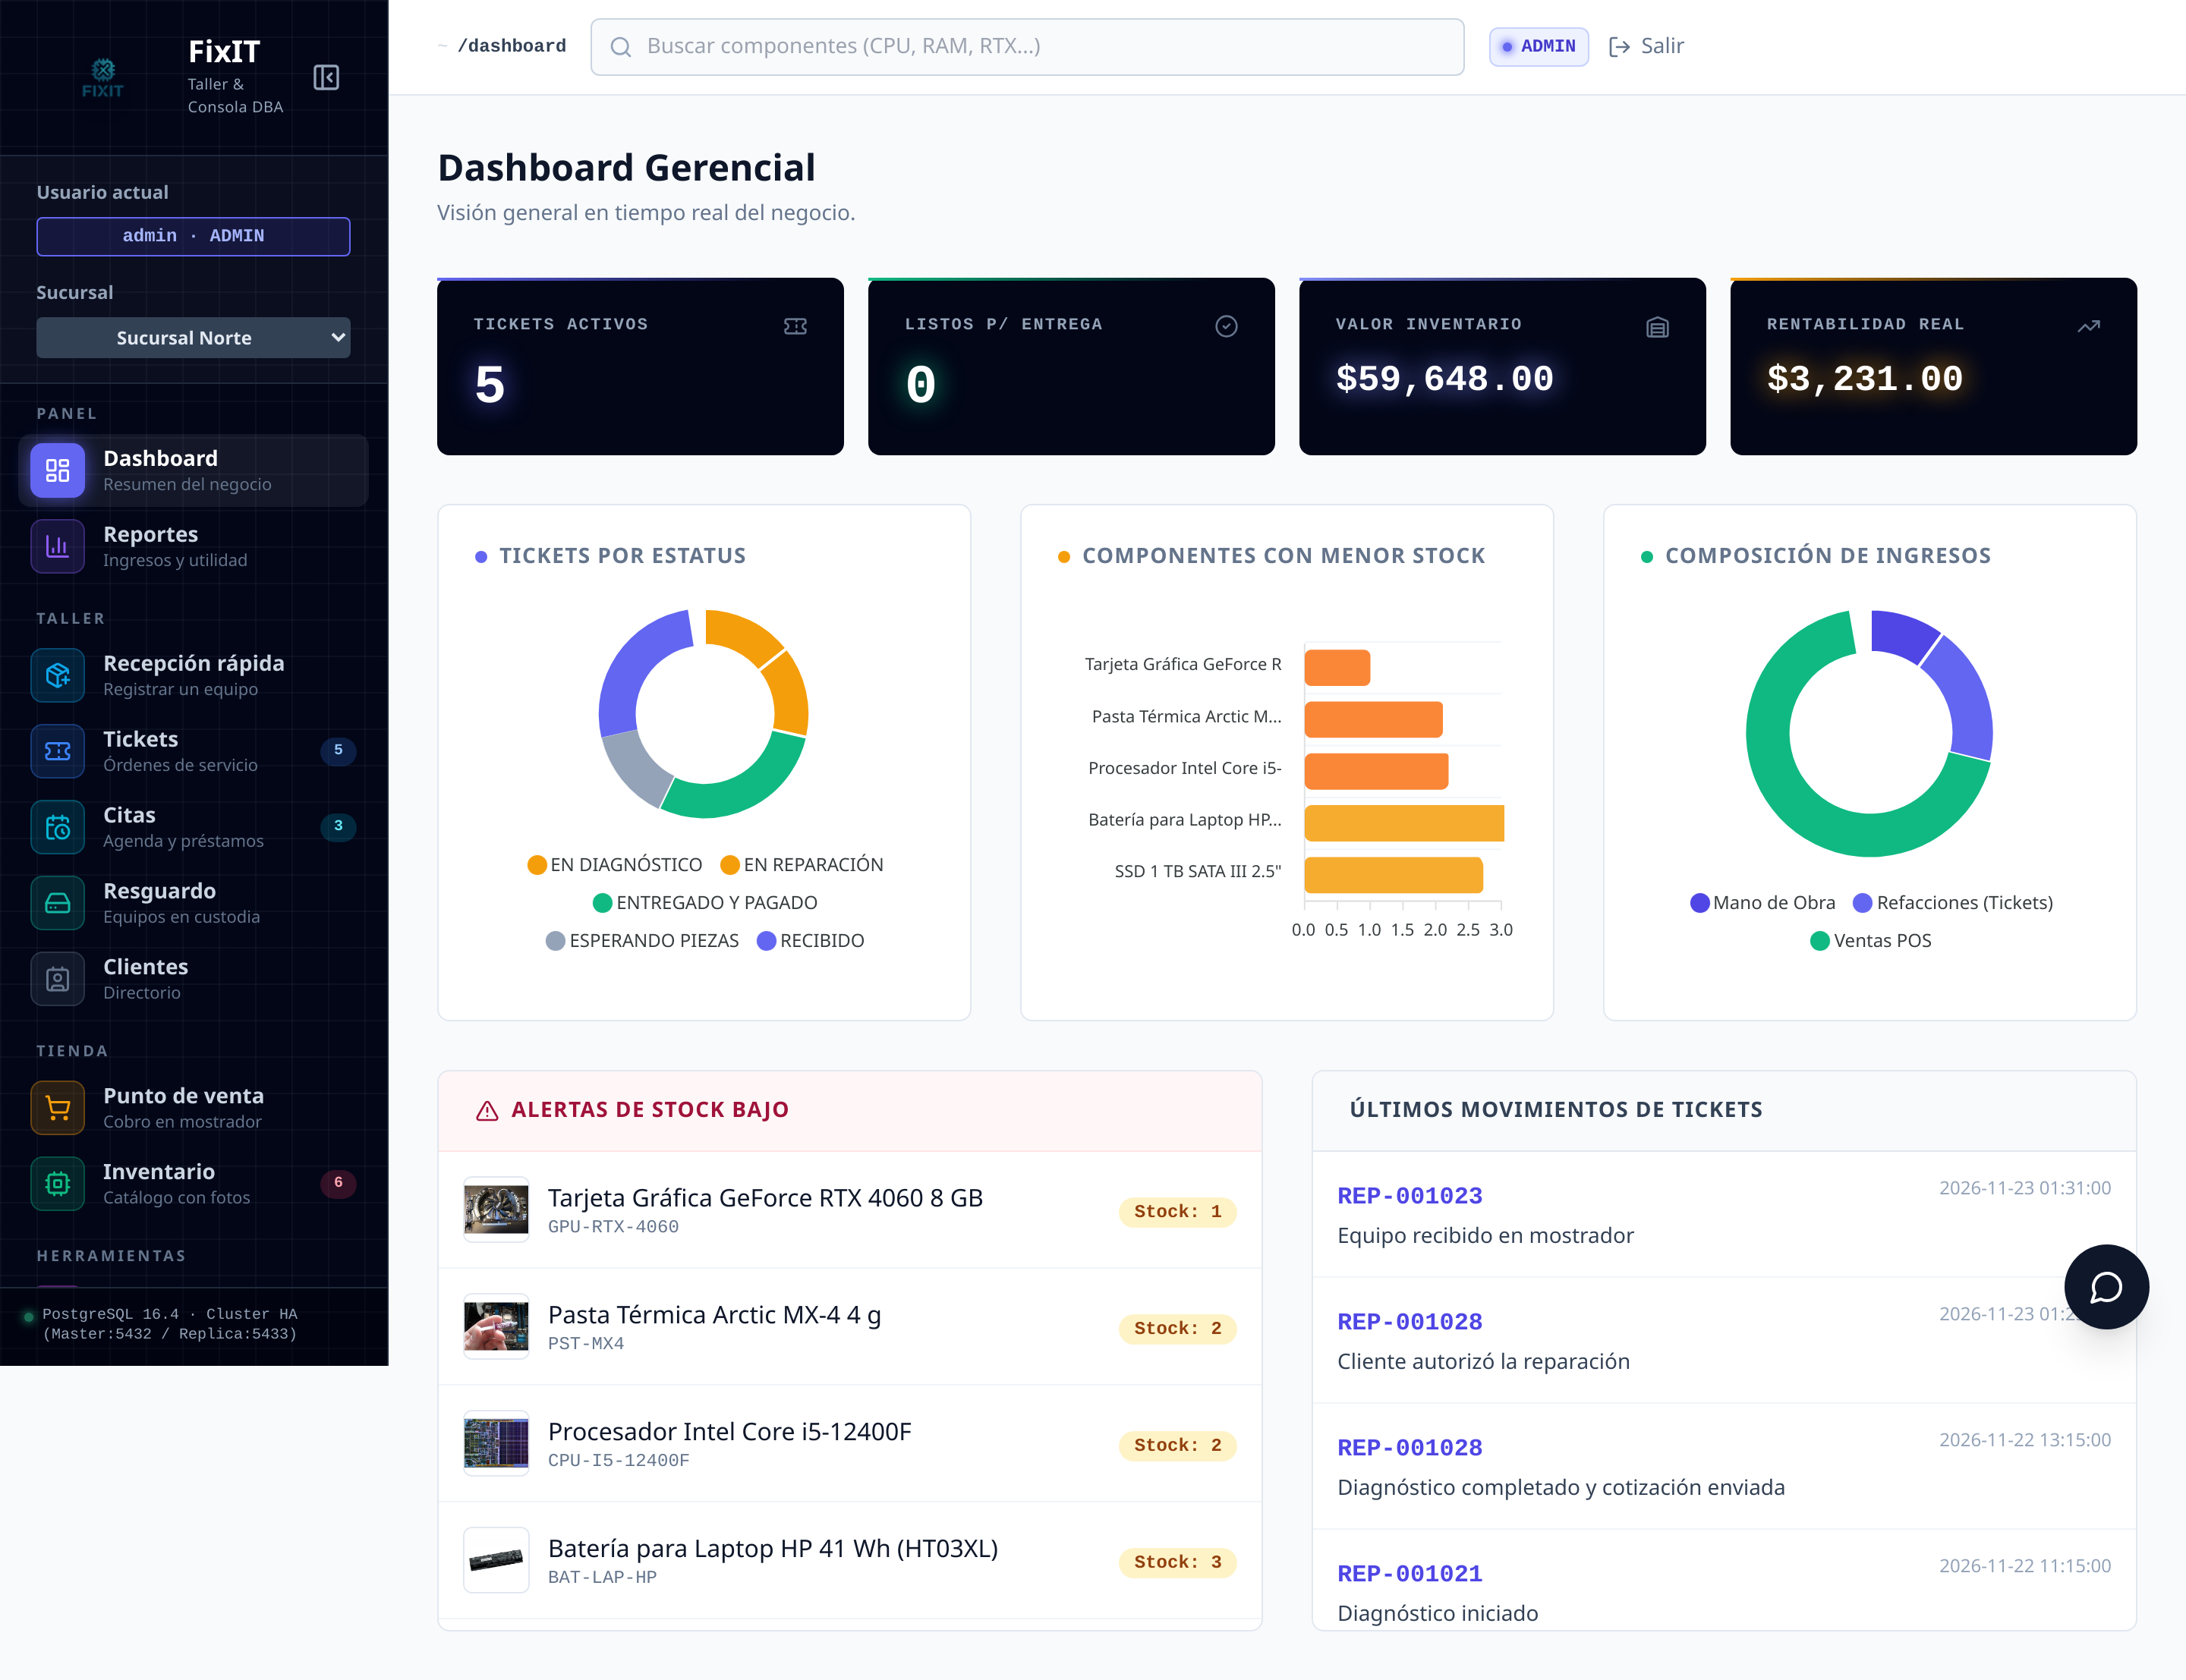 FIXIT
FixIT
Taller &
Consola DBA
Usuario actual
admin · ADMIN
Sucursal
Sucursal Norte
PANEL
Dashboard
Resumen del negocio
Reportes
Ingresos y utilidad
TALLER
Recepción rápida
Registrar un equipo
Tickets
Órdenes de servicio
5
Citas
Agenda y préstamos
3
Resguardo
Equipos en custodia
Clientes
Directorio
TIENDA
Punto de venta
Cobro en mostrador
Inventario
Catálogo con fotos
6
HERRAMIENTAS
PostgreSQL 16.4 · Cluster HA
(Master:5432 / Replica:5433)
~ /dashboard
Buscar componentes (CPU, RAM, RTX...)
ADMIN
Salir
Dashboard Gerencial
Visión general en tiempo real del negocio.
TICKETS ACTIVOS
5
LISTOS P/ ENTREGA
0
VALOR INVENTARIO
$59,648.00
RENTABILIDAD REAL
$3,231.00
TICKETS POR ESTATUS
EN DIAGNÓSTICO EN REPARACIÓN
ENTREGADO Y PAGADO
ESPERANDO PIEZAS RECIBIDO
COMPONENTES CON MENOR STOCK
Tarjeta Gráfica GeForce R
Pasta Térmica Arctic M...
Procesador Intel Core i5-
Batería para Laptop HP...
SSD 1 TB SATA III 2.5"
0.0 0.5 1.0 1.5 2.0 2.5 3.0
COMPOSICIÓN DE INGRESOS
Mano de Obra Refacciones (Tickets)
Ventas POS
ALERTAS DE STOCK BAJO
Tarjeta Gráfica GeForce RTX 4060 8 GB
GPU-RTX-4060
Stock: 1
Pasta Térmica Arctic MX-4 4 g
PST-MX4
Stock: 2
Procesador Intel Core i5-12400F
CPU-I5-12400F
Stock: 2
Batería para Laptop HP 41 Wh (HT03XL)
BAT-LAP-HP
Stock: 3
ÚLTIMOS MOVIMIENTOS DE TICKETS
REP-001023
2026-11-23 01:31:00
Equipo recibido en mostrador
REP-001028
2026-11-23
Cliente autorizó la reparación
REP-001028
2026-11-22 13:15:00
Diagnóstico completado y cotización enviada
REP-001021
2026-11-22 11:15:00
Diagnóstico iniciado